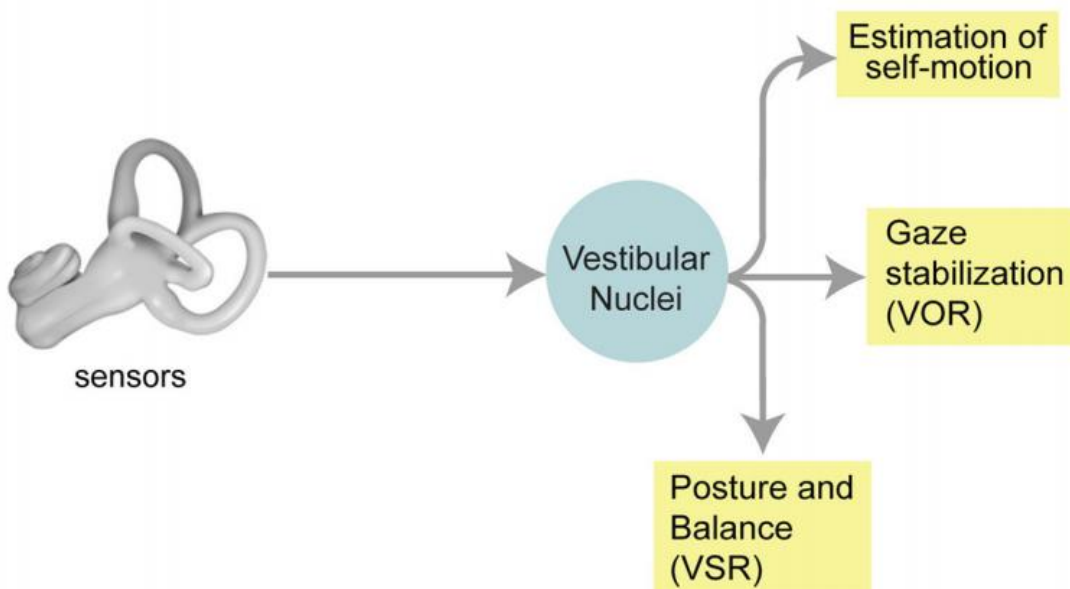 Estimation of
self-motion
Vestibular
Nuclei
Gaze
stabilization
(VOR)
sensors
Posture and
Balance
(VSR)